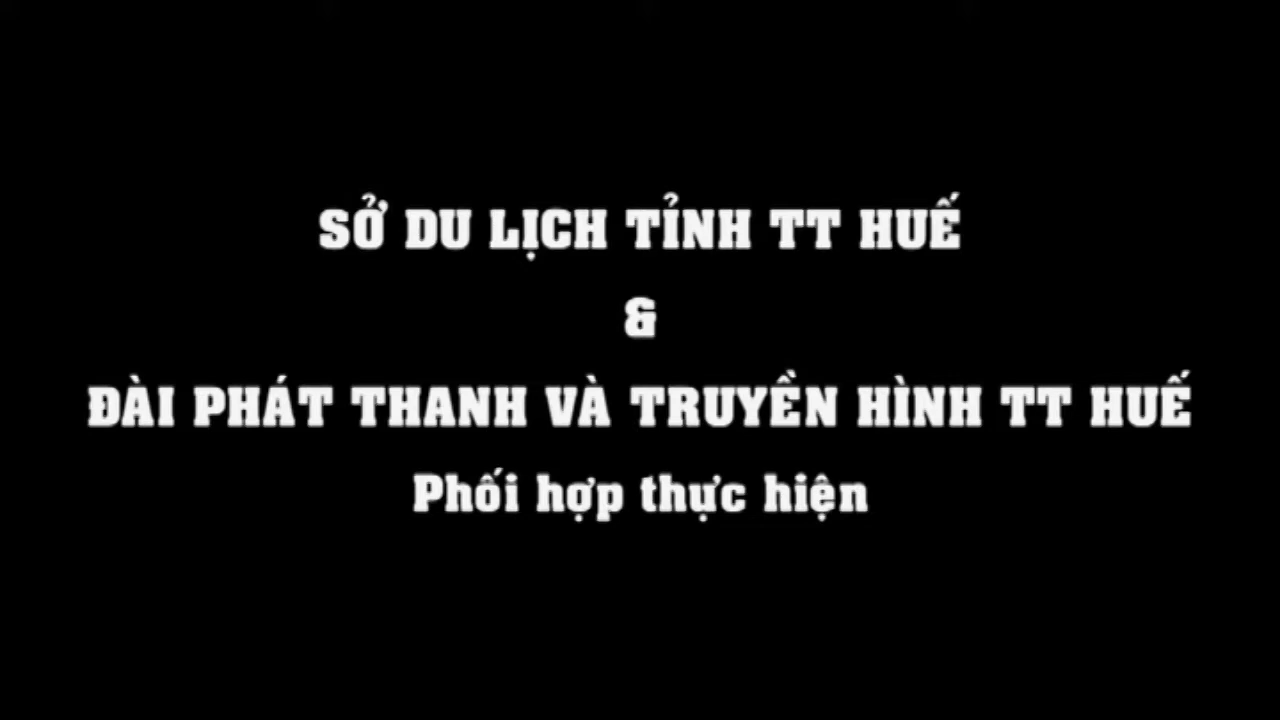 SỞ DU LỊCH TỈNH TT HUẾ
&
ĐÀI PHÁT THANH VÀ TRUYỀN HÌNH TT HUẾ
Phối hợp thực hiện